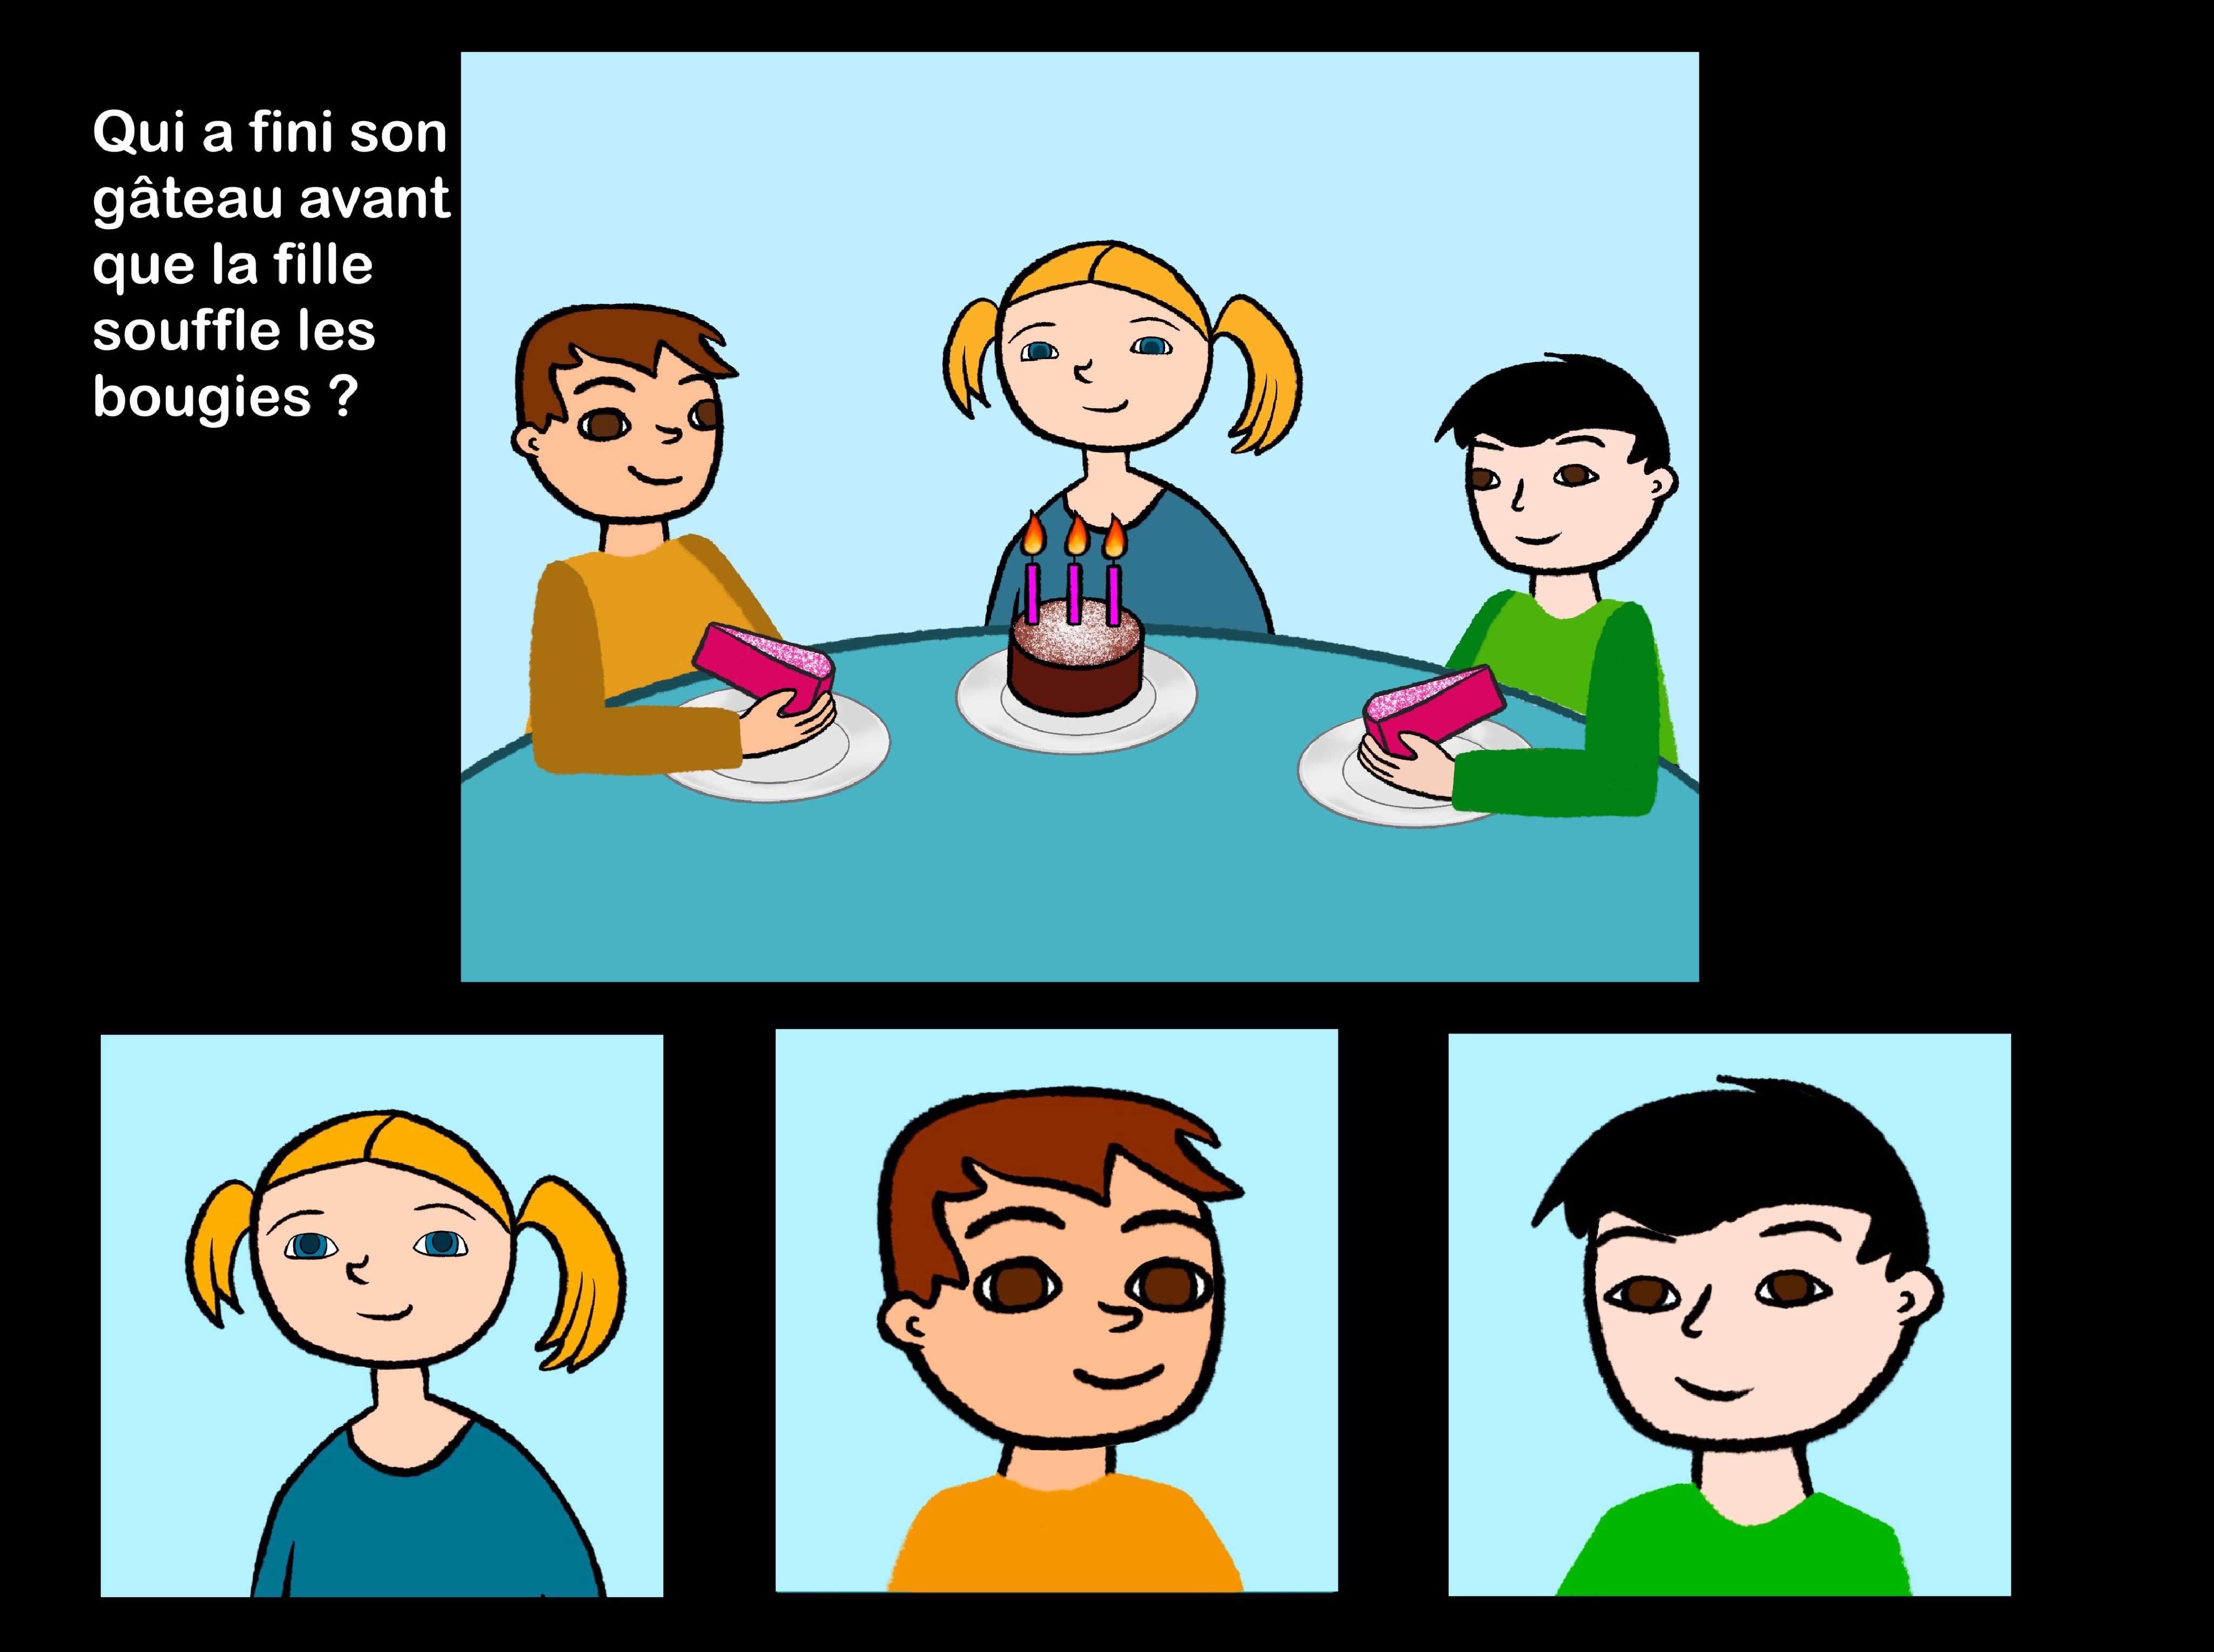 Qui a fini son
gâteau avant
que la fille
souffle les
bougies ?